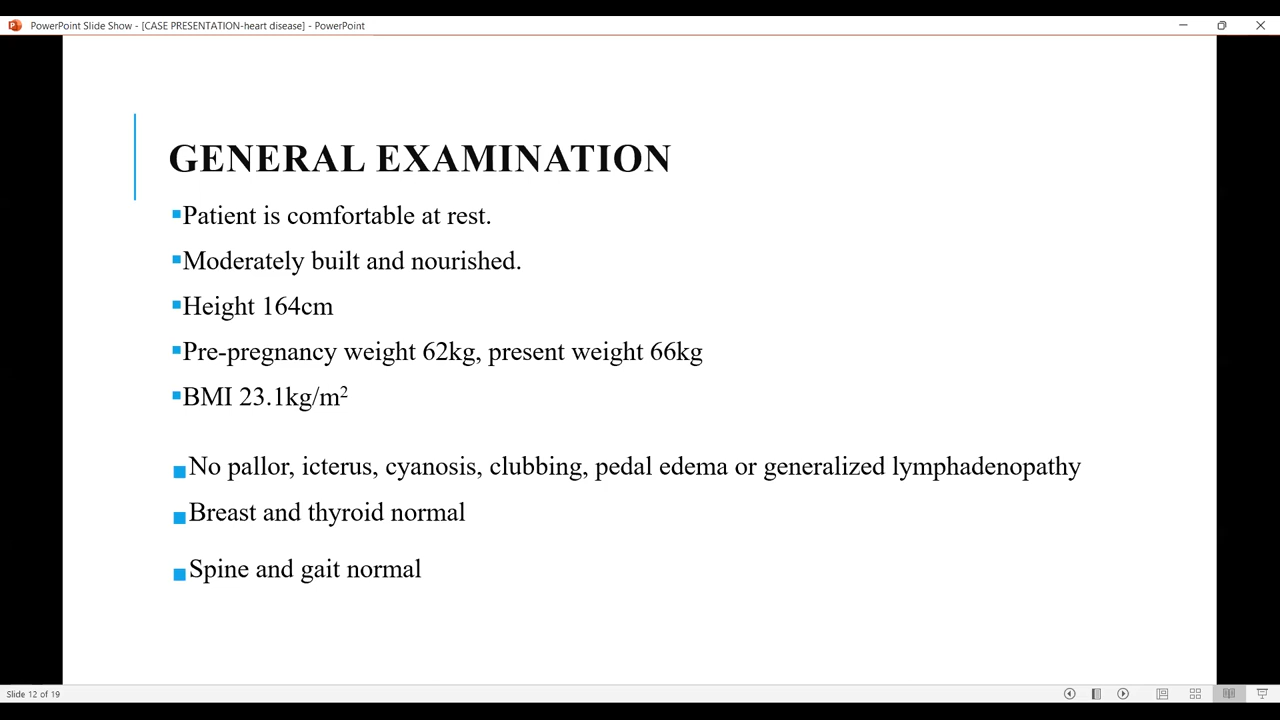 PowerPoint Slide Show - [CASE PRESENTATION-heart disease] - PowerPoint
GENERAL EXAMINATION
Patient is comfortable at rest.
Moderately built and nourished.
Height 164cm
Pre-pregnancy weight 62kg, present weight 66kg
BMI 23.1kg/m²
No pallor, icterus, cyanosis, clubbing, pedal edema or generalized lymphadenopathy
Breast and thyroid normal
Spine and gait normal
Slide 12 of 19